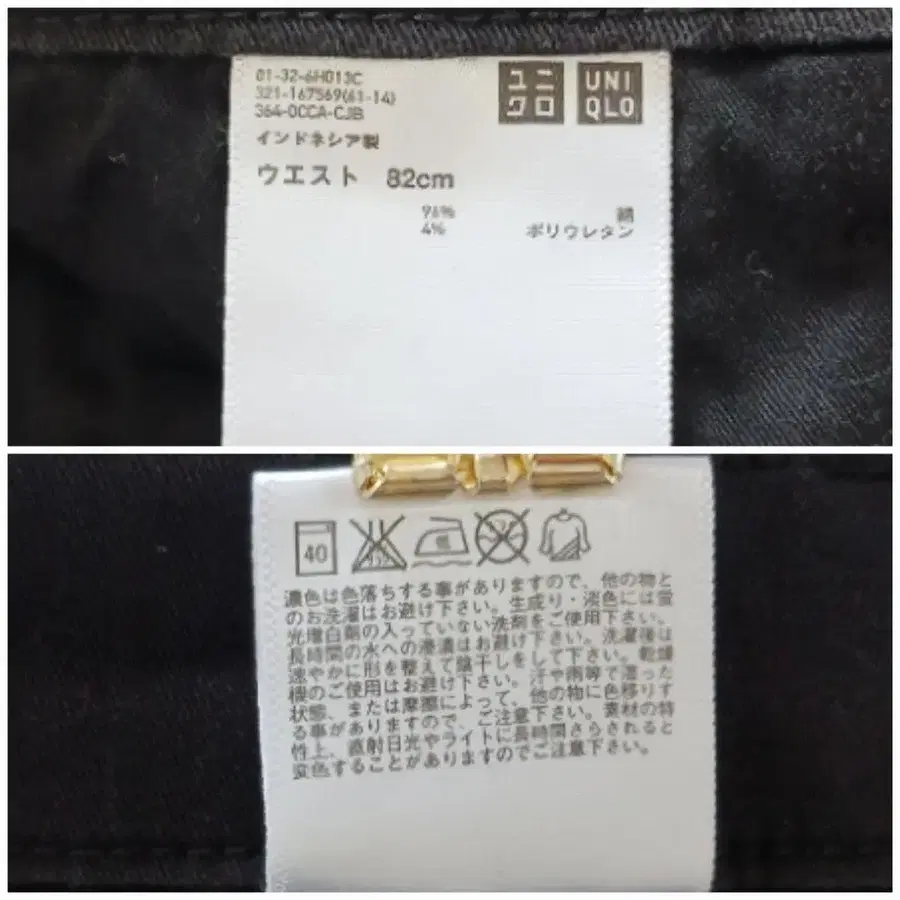 01-32-6H013C
321-167569(61-14)
364-0CCA-CJB
ユニ
クロ
UNI
QLO
インドネシア製
ウエスト 82cm
96% 綿
4% ポリウレタン
40
低
濃色は色落ちする事がありますので、他の物と
のお洗濯はお避け下さい。生成り・淡色には蛍
光増白剤の入っていない洗剤をご使用下さい。
長時間の水への浸漬はお避け下さい。洗濯後は
速やかに形を整えて陰干しをして下さい。乾燥
機のご使用はお避け下さい。汗や雨等で湿った
状態、または摩擦によって、他の物に色移りす
る事がありますので、ご注意下さい。素材の特
性上、直射日光やライトに長時間さらされると
変色することがありますのでご注意下さい。